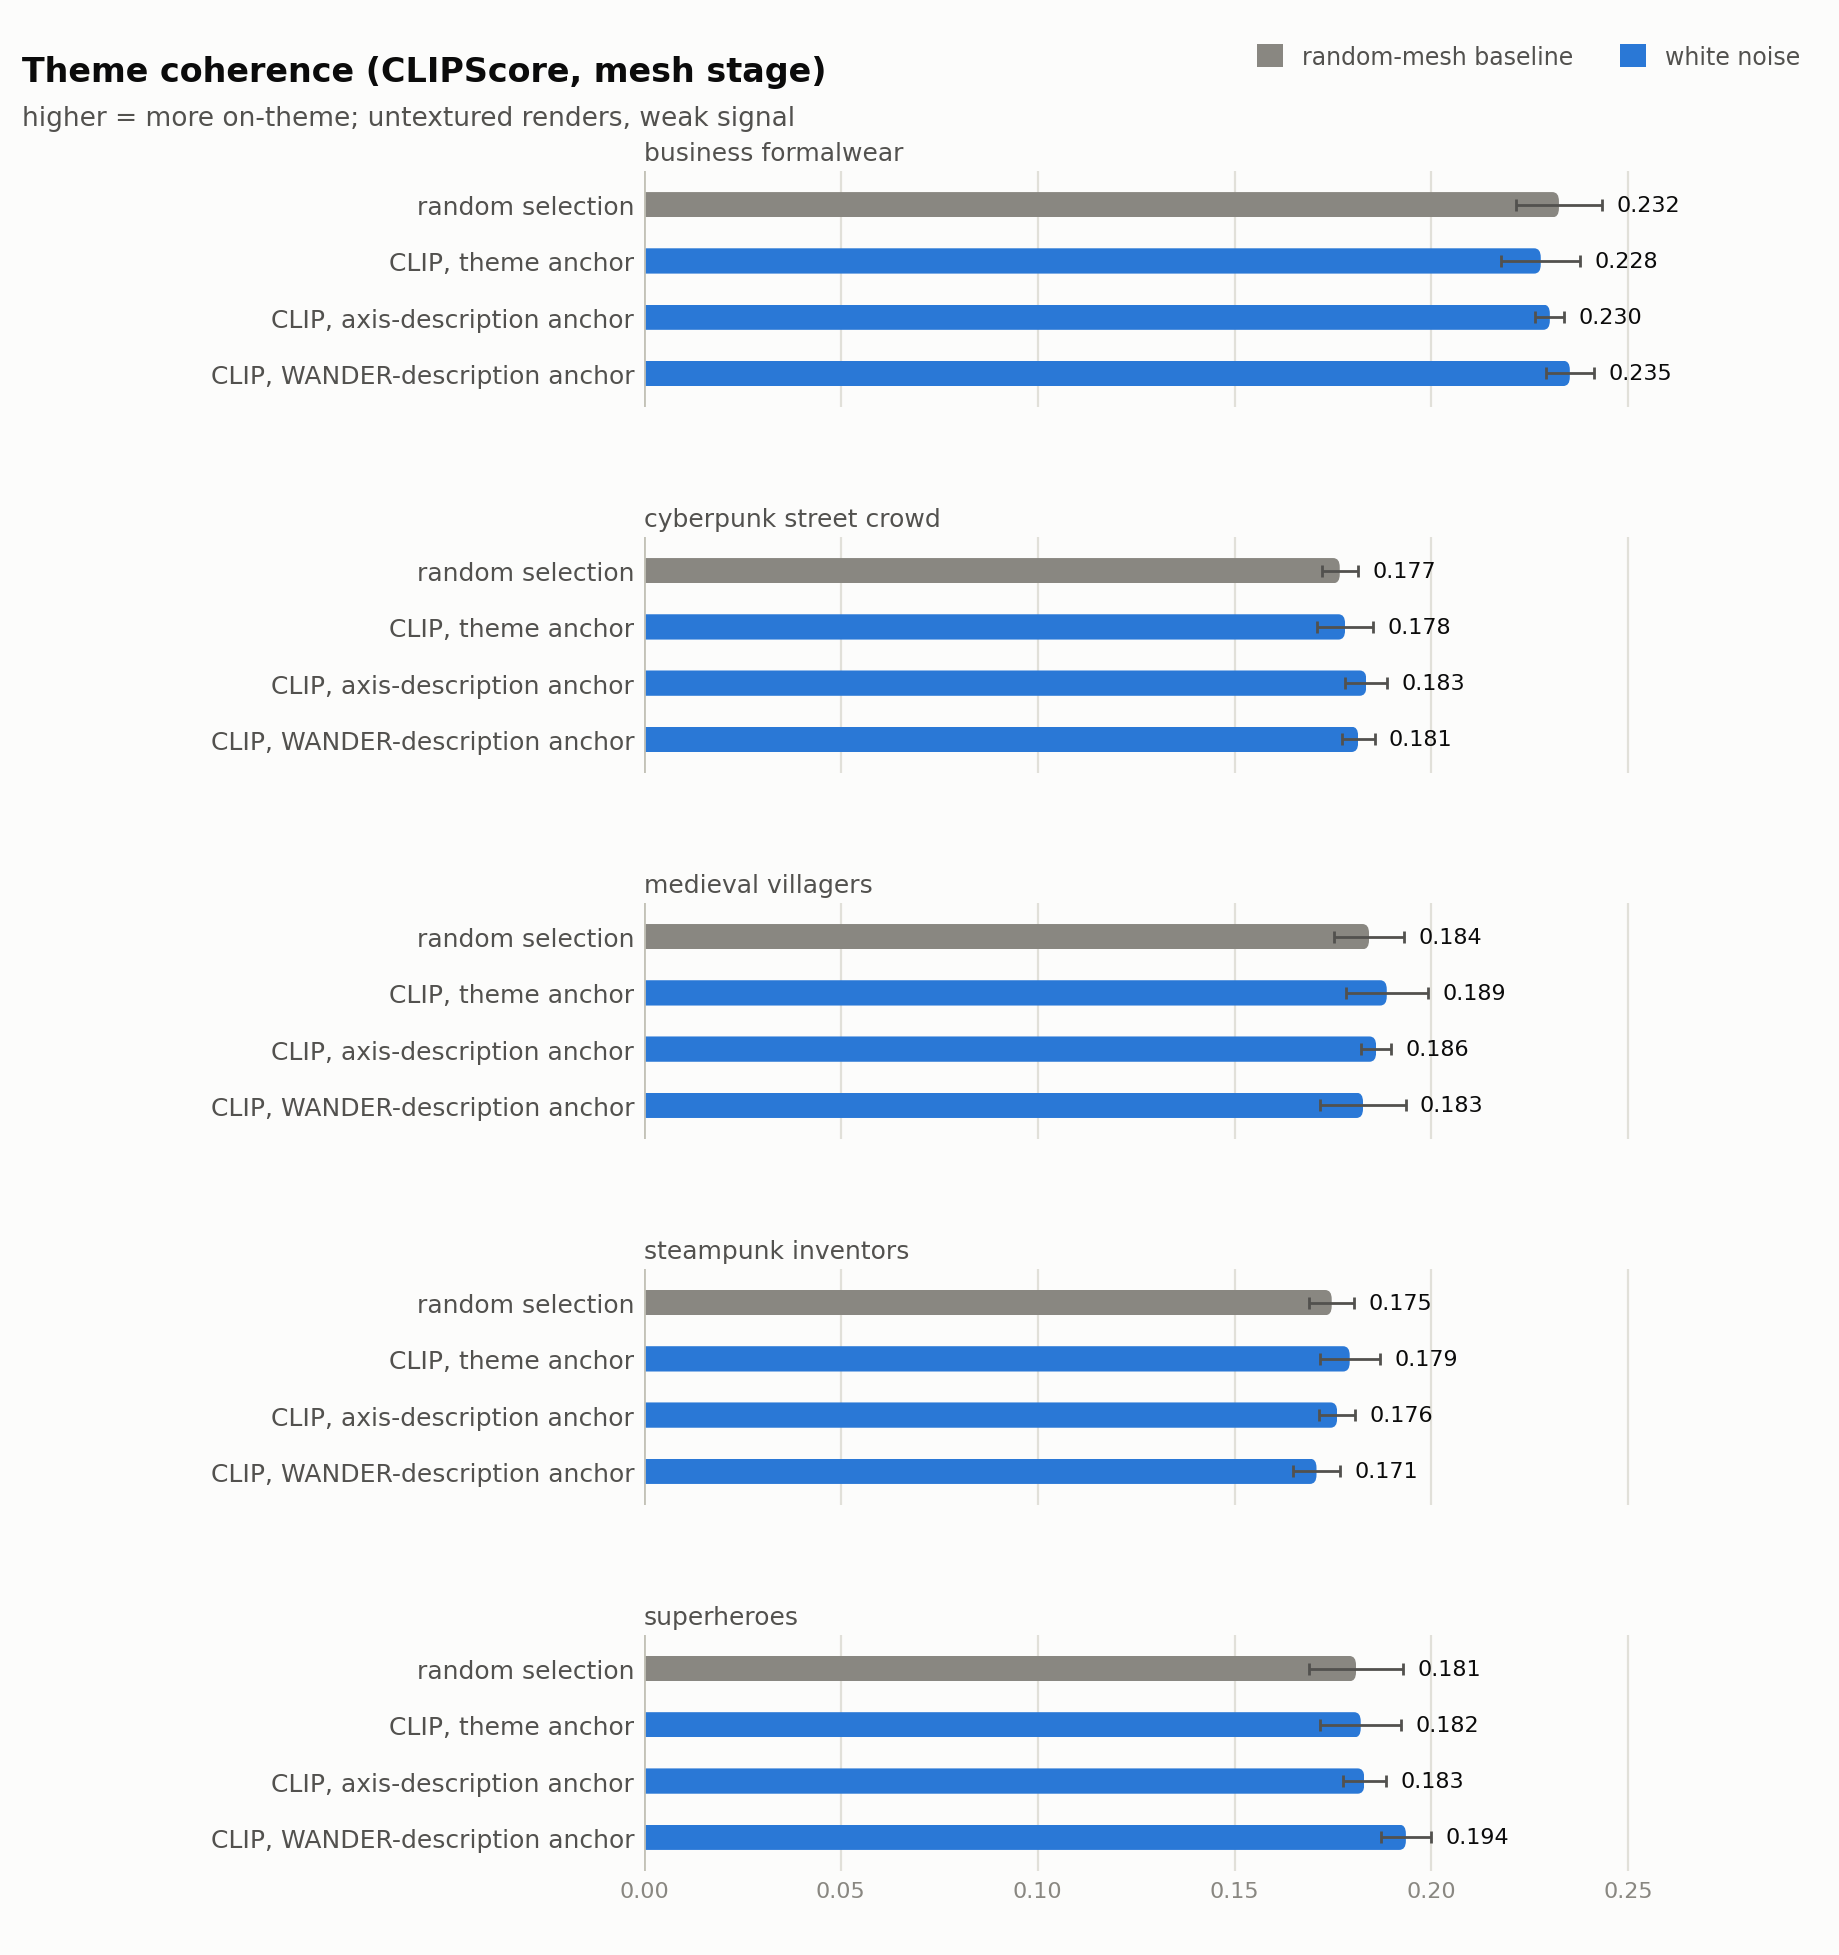 Theme coherence (CLIPScore, mesh stage)
random-mesh baseline
white noise
higher = more on-theme; untextured renders, weak signal
business formalwear
random selection 0.232
CLIP, theme anchor 0.228
CLIP, axis-description anchor 0.230
CLIP, WANDER-description anchor 0.235
cyberpunk street crowd
random selection 0.177
CLIP, theme anchor 0.178
CLIP, axis-description anchor 0.183
CLIP, WANDER-description anchor 0.181
medieval villagers
random selection 0.184
CLIP, theme anchor 0.189
CLIP, axis-description anchor 0.186
CLIP, WANDER-description anchor 0.183
steampunk inventors
random selection 0.175
CLIP, theme anchor 0.179
CLIP, axis-description anchor 0.176
CLIP, WANDER-description anchor 0.171
superheroes
random selection 0.181
CLIP, theme anchor 0.182
CLIP, axis-description anchor 0.183
CLIP, WANDER-description anchor 0.194
0.00 0.05 0.10 0.15 0.20 0.25